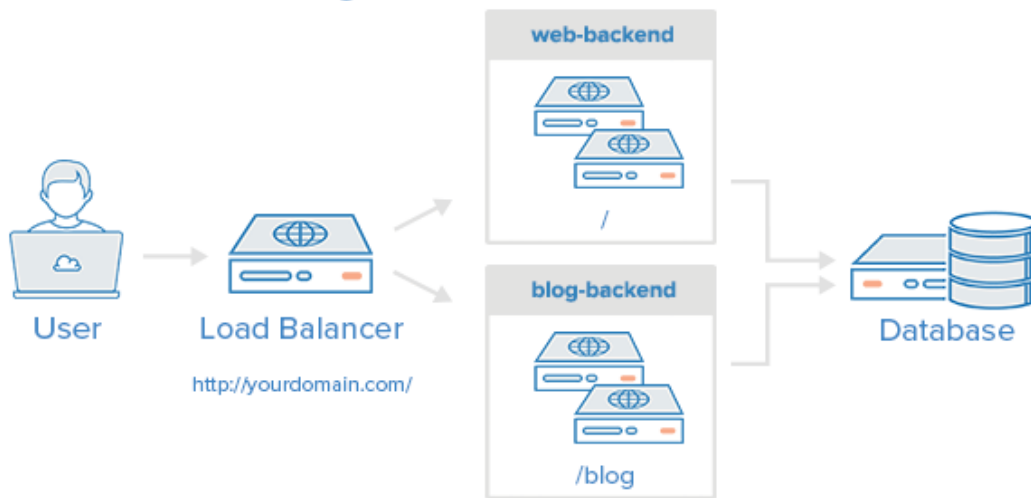 web-backend
/
User
Load Balancer
http://yourdomain.com/
blog-backend
/blog
Database